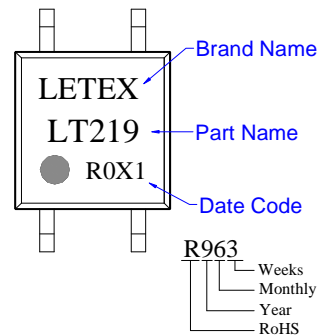 LETEX
Brand Name
LT219
Part Name
R0X1
Date Code
R963
Weeks
Monthly
Year
RoHS